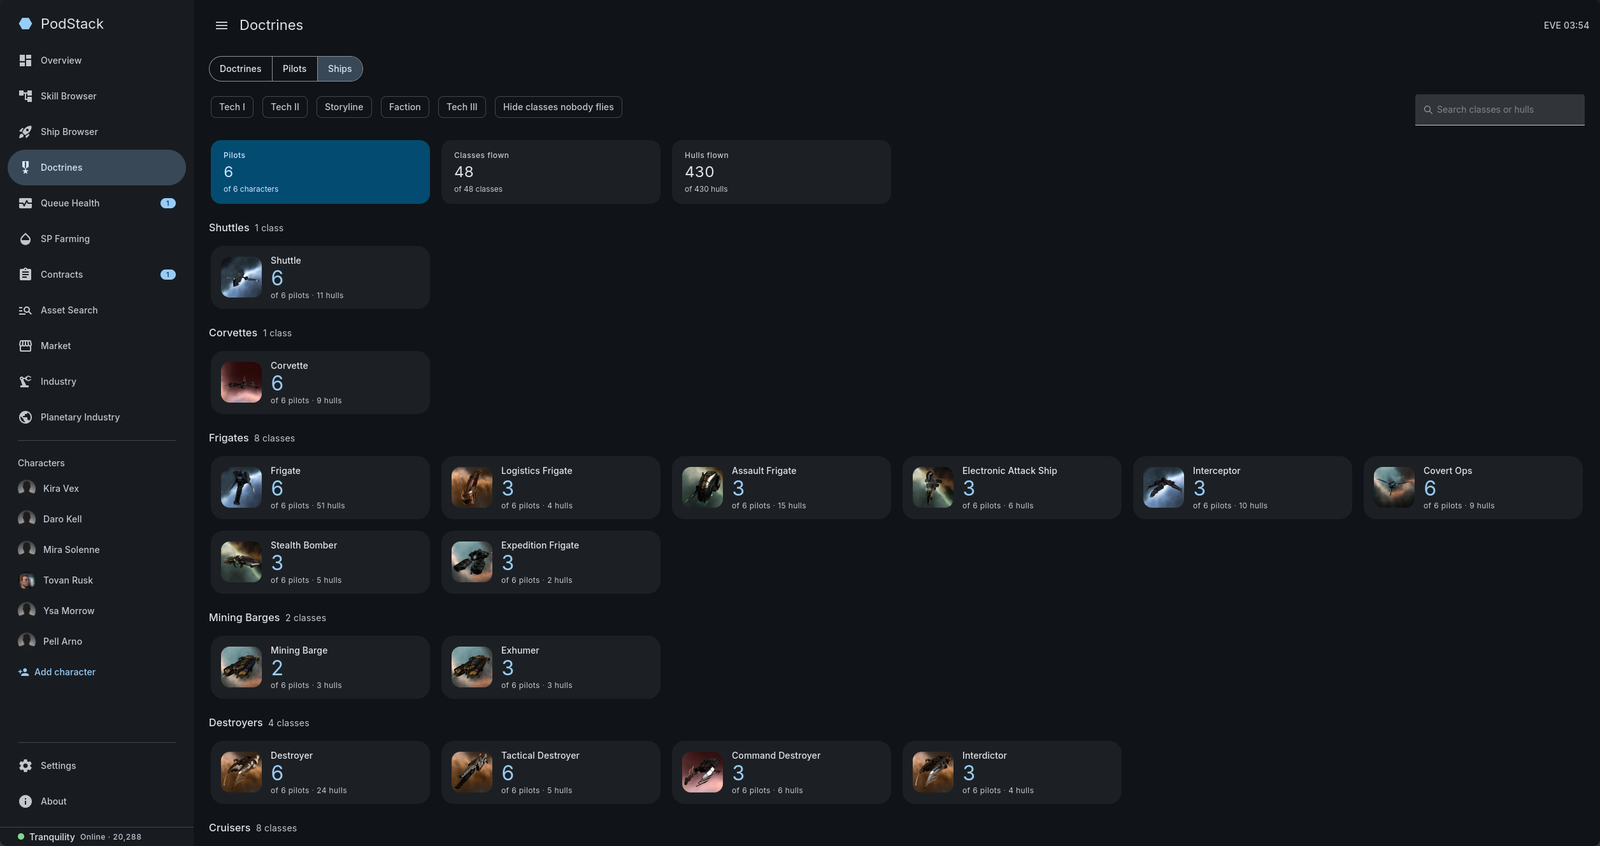 PodStack
Overview
Skill Browser
Ship Browser
Doctrines
Queue Health 1
SP Farming
Contracts 1
Asset Search
Market
Industry
Planetary Industry
Characters
Kira Vex
Daro Kell
Mira Solenne
Tovan Rusk
Ysa Morrow
Pell Arno
Add character
Settings
About
Tranquility Online · 20,288
Doctrines
EVE 03:54
Doctrines Pilots Ships
Tech I Tech II Storyline Faction Tech III Hide classes nobody flies
Search classes or hulls
Pilots
6
of 6 characters
Classes flown
48
of 48 classes
Hulls flown
430
of 430 hulls
Shuttles 1 class
Shuttle
6
of 6 pilots · 11 hulls
Corvettes 1 class
Corvette
6
of 6 pilots · 9 hulls
Frigates 8 classes
Frigate
6
of 6 pilots · 51 hulls
Logistics Frigate
3
of 6 pilots · 4 hulls
Assault Frigate
3
of 6 pilots · 15 hulls
Electronic Attack Ship
3
of 6 pilots · 6 hulls
Interceptor
3
of 6 pilots · 10 hulls
Covert Ops
6
of 6 pilots · 9 hulls
Stealth Bomber
3
of 6 pilots · 5 hulls
Expedition Frigate
3
of 6 pilots · 2 hulls
Mining Barges 2 classes
Mining Barge
2
of 6 pilots · 3 hulls
Exhumer
3
of 6 pilots · 3 hulls
Destroyers 4 classes
Destroyer
6
of 6 pilots · 24 hulls
Tactical Destroyer
6
of 6 pilots · 5 hulls
Command Destroyer
3
of 6 pilots · 6 hulls
Interdictor
3
of 6 pilots · 4 hulls
Cruisers 8 classes